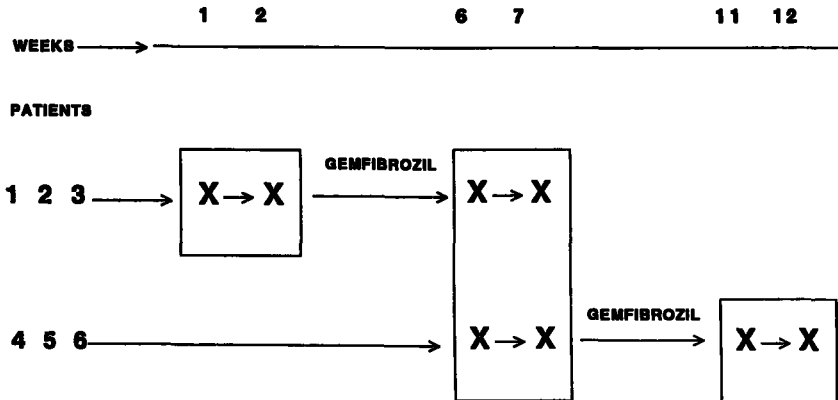 1 2 6 7 11 12
WEEKS
PATIENTS
GEMFIBROZIL
1 2 3 X X X X
GEMFIBROZIL
4 5 6 X X X X